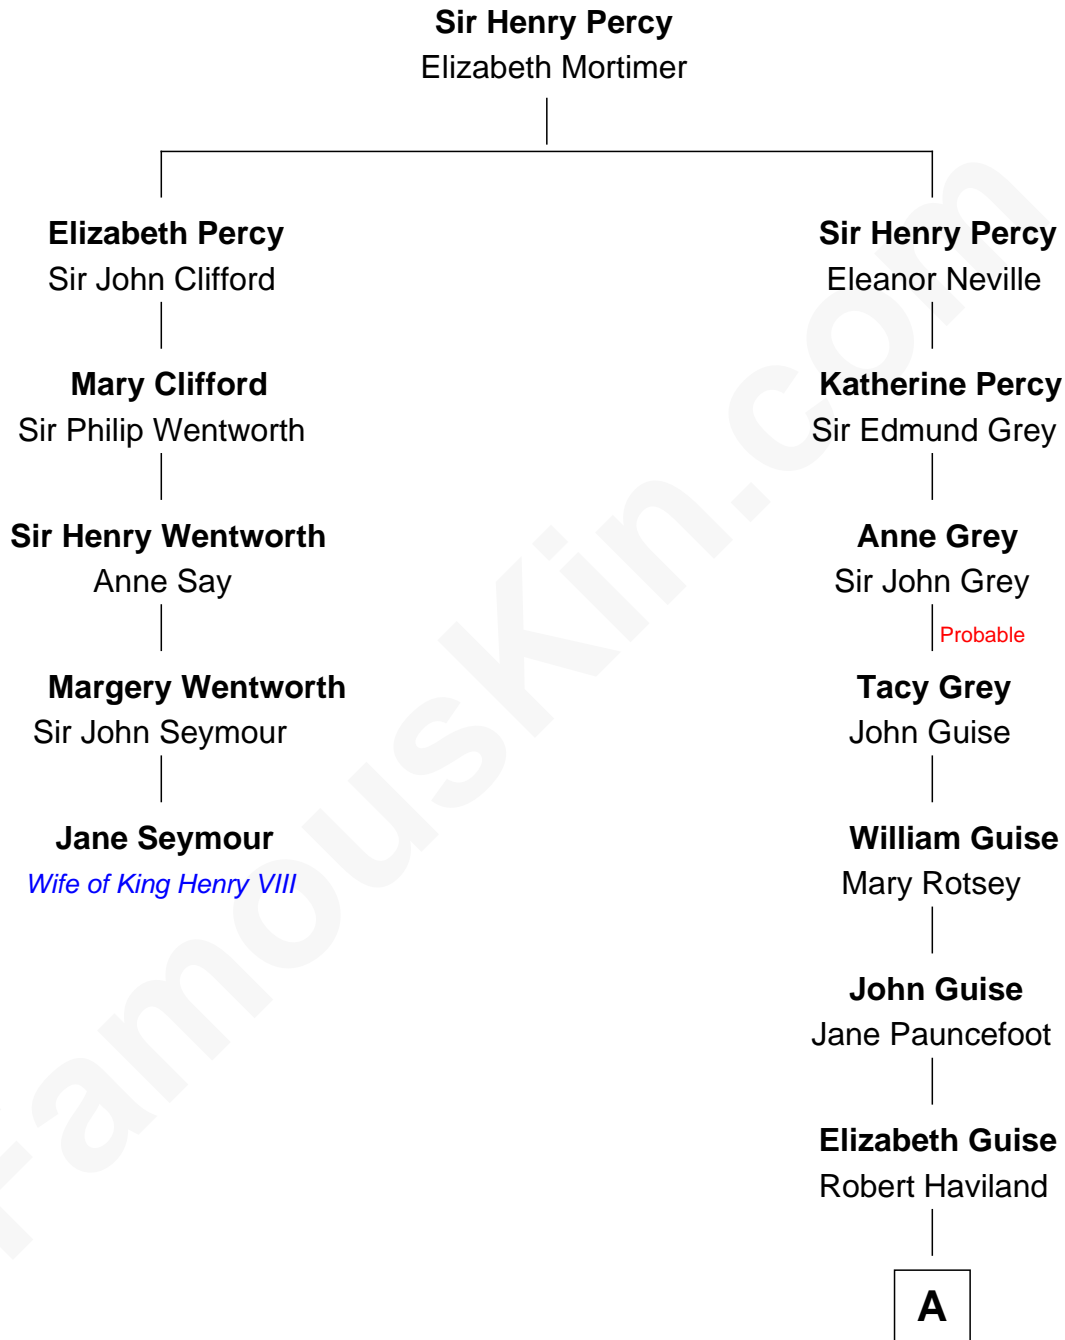 Sir Henry Percy
Elizabeth Mortimer
Elizabeth Percy
Sir John Clifford
Mary Clifford
Sir Philip Wentworth
Sir Henry Wentworth
Anne Say
Margery Wentworth
Sir John Seymour
Jane Seymour
Wife of King Henry VIII
Sir Henry Percy
Eleanor Neville
Katherine Percy
Sir Edmund Grey
Anne Grey
Sir John Grey
Probable
Tacy Grey
John Guise
William Guise
Mary Rotsey
John Guise
Jane Pauncefoot
Elizabeth Guise
Robert Haviland
A
FamousKin.com